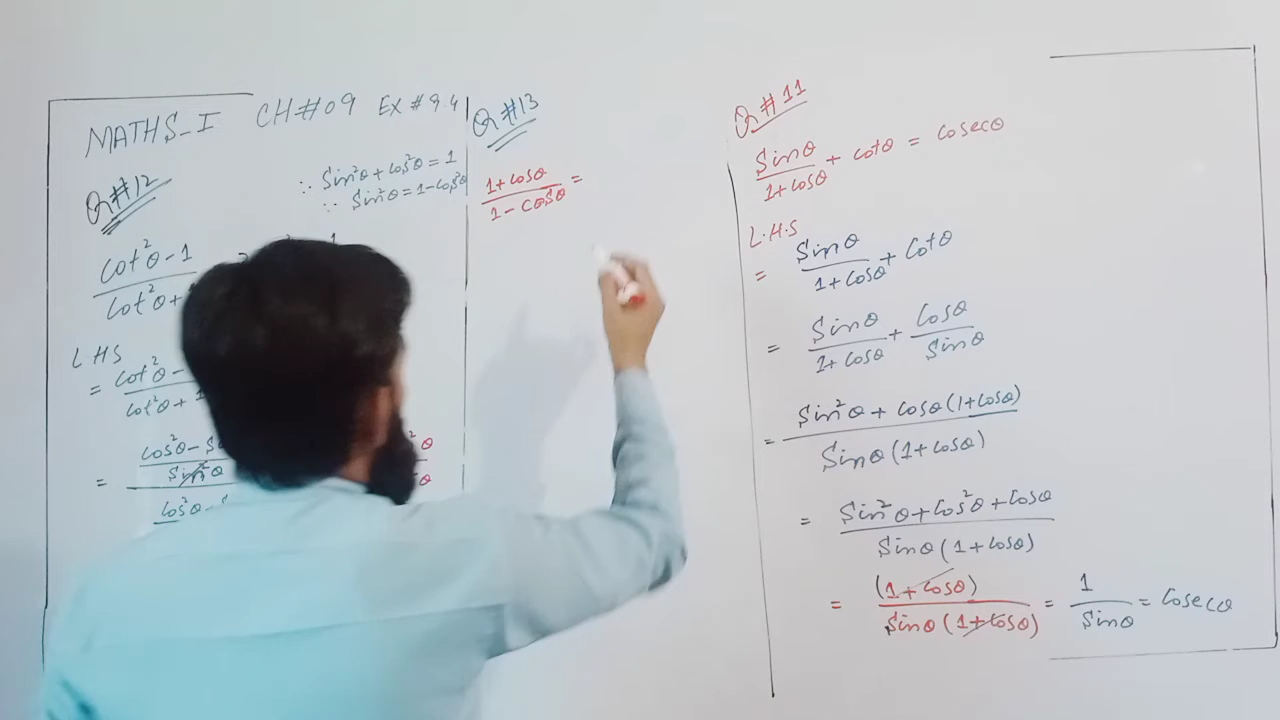 MATHS-I CH#09 EX #9.4
Q#12
∵ Sin²θ + Cos²θ = 1
∵ Sin²θ = 1 - Cos²θ
Cot²θ - 1
Cot²θ +
L HS
= Cot²θ -
Cot²θ + 1
= Cos²θ - S
Sin²θ
Cos²θ -
Q#13
1 + Cosθ / 1 - Cosθ =
Q#11
Sinθ / 1 + Cosθ + Cotθ = Cosecθ
L.H.S
= Sinθ / 1 + Cosθ + Cotθ
= Sinθ / 1 + Cosθ + Cosθ / Sinθ
= Sin²θ + Cosθ (1 + Cosθ) / Sinθ (1 + Cosθ)
= Sin²θ + Cos²θ + Cosθ / Sinθ (1 + Cosθ)
= (1 + Cosθ) / Sinθ (1 + Cosθ) = 1 / Sinθ = Cosecθ